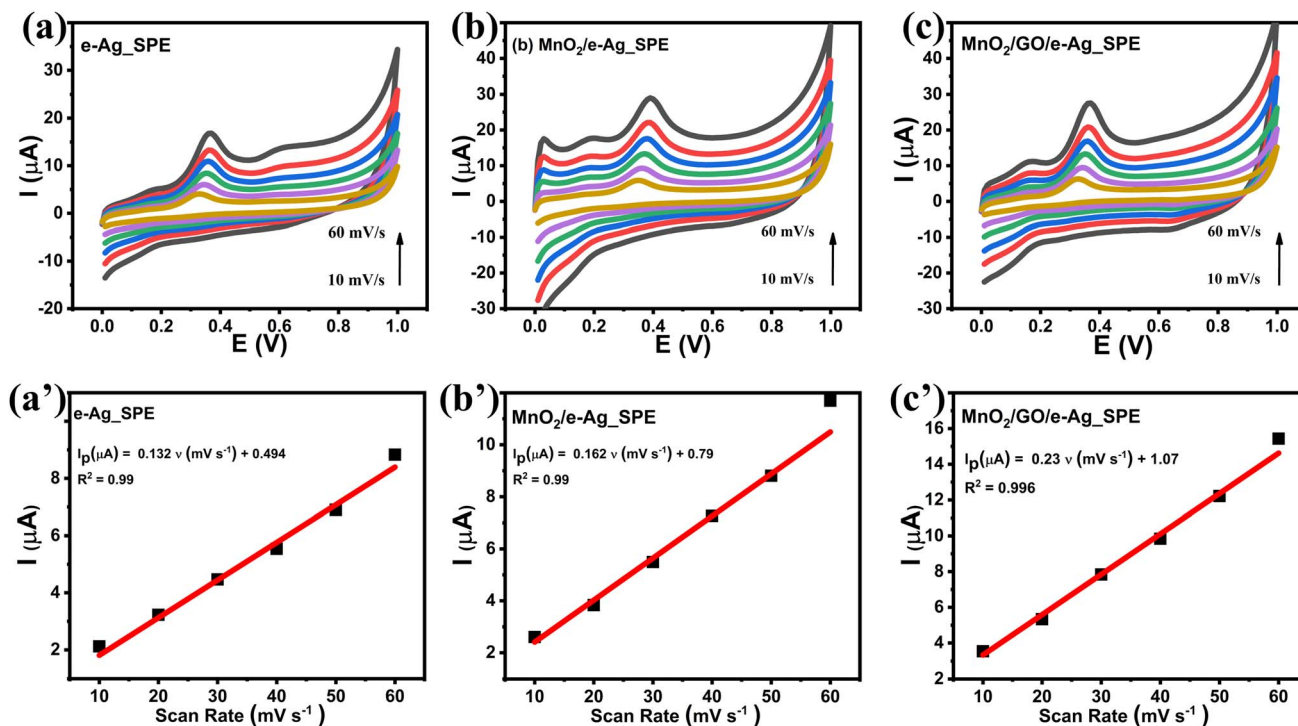 (a)
e-Ag_SPE
I (μA)
30
20
10
0
-10
-20
60 mV/s
10 mV/s
0.0 0.2 0.4 0.6 0.8 1.0
E (V)
(b)
(b) MnO₂/e-Ag_SPE
I (μA)
40
30
20
10
0
-10
-20
-30
60 mV/s
10 mV/s
0.0 0.2 0.4 0.6 0.8 1.0
E (V)
(c)
MnO₂/GO/e-Ag_SPE
I (μA)
50
40
30
20
10
0
-10
-20
-30
60 mV/s
10 mV/s
0.0 0.2 0.4 0.6 0.8 1.0
E (V)
(a')
e-Ag_SPE
Iₚ(μA) = 0.132 ν (mV s⁻¹) + 0.494
R² = 0.99
I (μA)
8
6
4
2
10 20 30 40 50 60
Scan Rate (mV s⁻¹)
(b')
MnO₂/e-Ag_SPE
Iₚ(μA) = 0.162 ν (mV s⁻¹) + 0.79
R² = 0.99
I (μA)
10
8
6
4
2
10 20 30 40 50 60
Scan Rate (mV s⁻¹)
(c')
MnO₂/GO/e-Ag_SPE
Iₚ(μA) = 0.23 ν (mV s⁻¹) + 1.07
R² = 0.996
I (μA)
18
16
14
12
10
8
6
4
2
10 20 30 40 50 60
Scan Rate (mV s⁻¹)